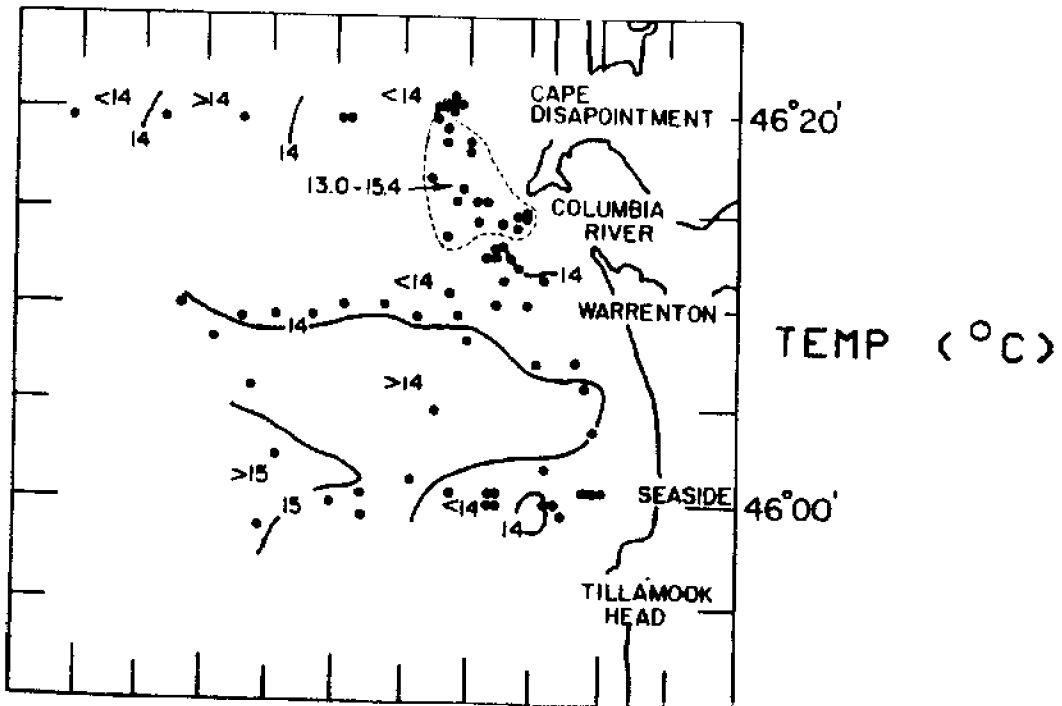 <14
>14
<14
CAPE
DISAPOINTMENT
46°20'
14
14
13.0-15.4
COLUMBIA
RIVER
<14
14
WARRENTON
14
TEMP (°C)
>14
>15
15
<14
14
SEASIDE
46°00'
TILLAMOOK
HEAD